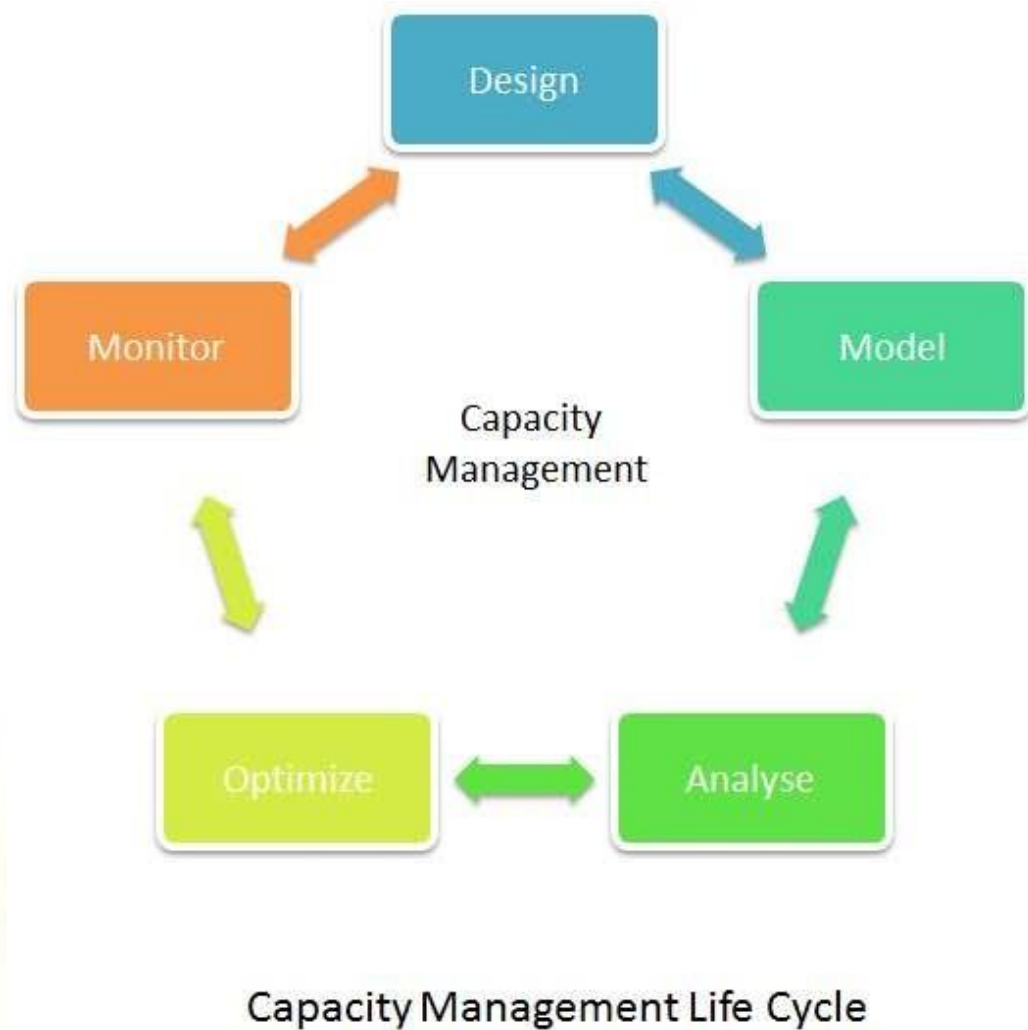 Design
Monitor
Model
Capacity
Management
Optimize
Analyse
Capacity Management Life Cycle